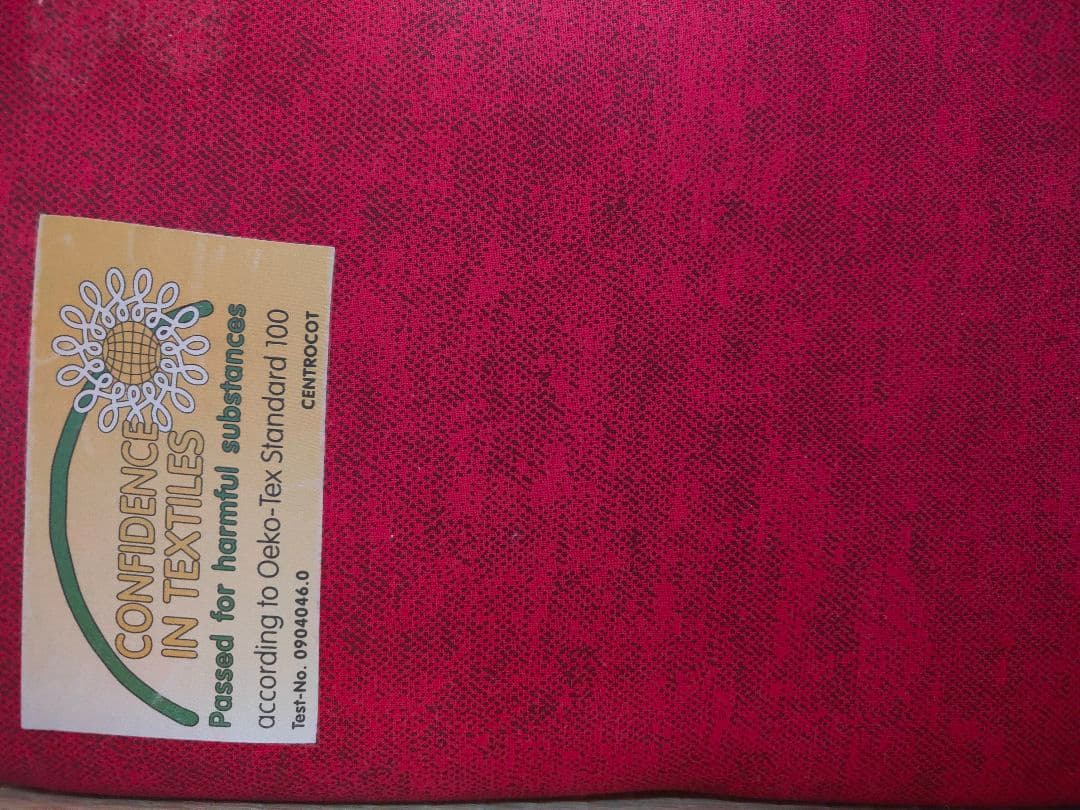 CONFIDENCE
IN TEXTILES
Passed for harmful substances
according to Oeko-Tex Standard 100
Test-No. 0904046.0 CENTROCOT